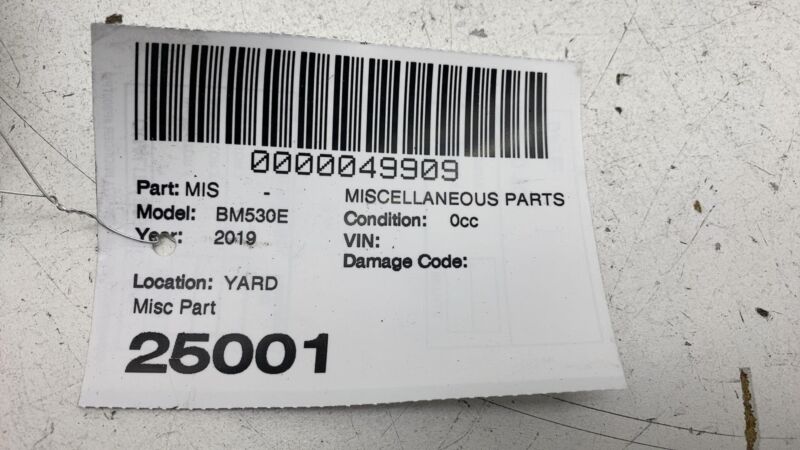 0000049909
Part: MIS - MISCELLANEOUS PARTS
Model: BM530E Condition: 0cc
Year: 2019 VIN:
Damage Code:
Location: YARD
Misc Part
25001